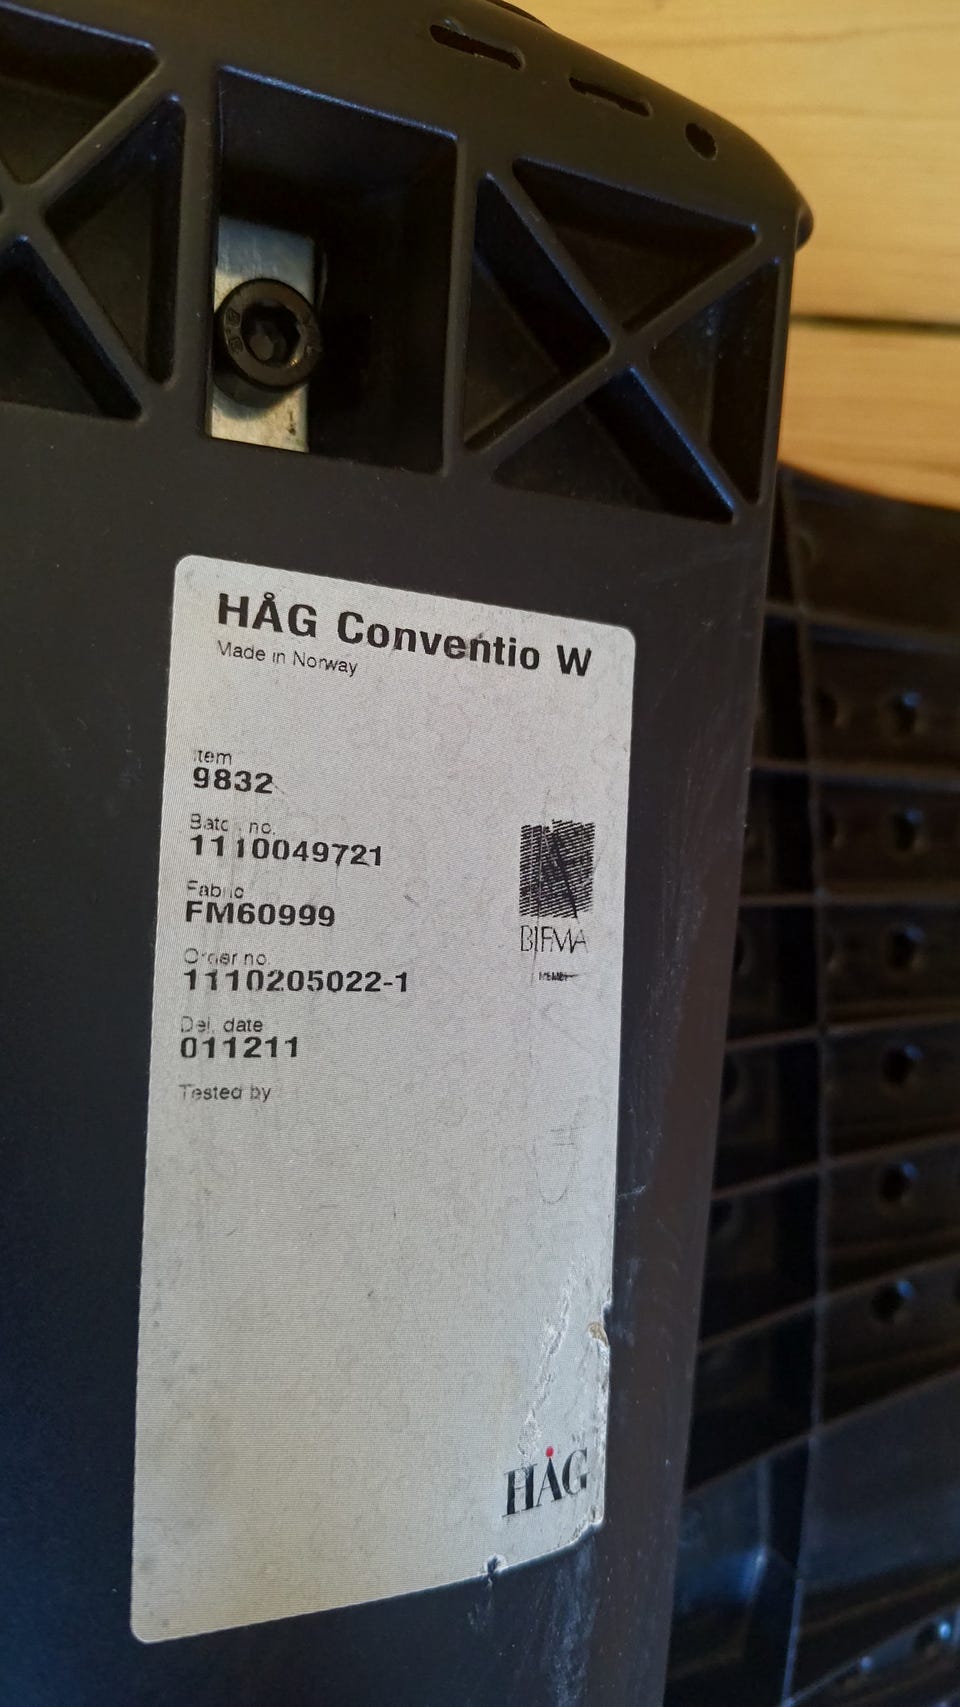 HÅG Conventio W
Made in Norway
Item
9832
Batch no.
1110049721
Fabric
FM60999
Order no.
1110205022-1
Del. date
011211
Tested by
BIFMA
HÅG